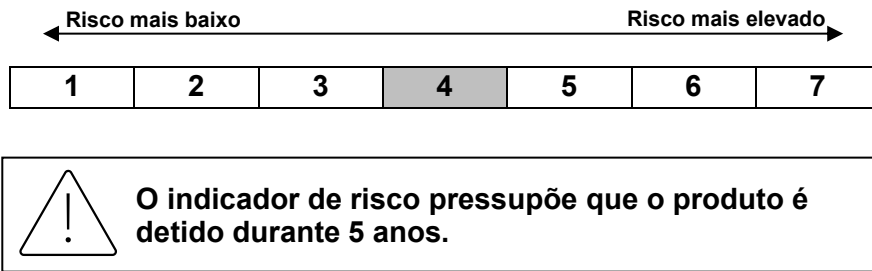 Risco mais baixo Risco mais elevado
1 2 3 4 5 6 7
O indicador de risco pressupõe que o produto é
detido durante 5 anos.